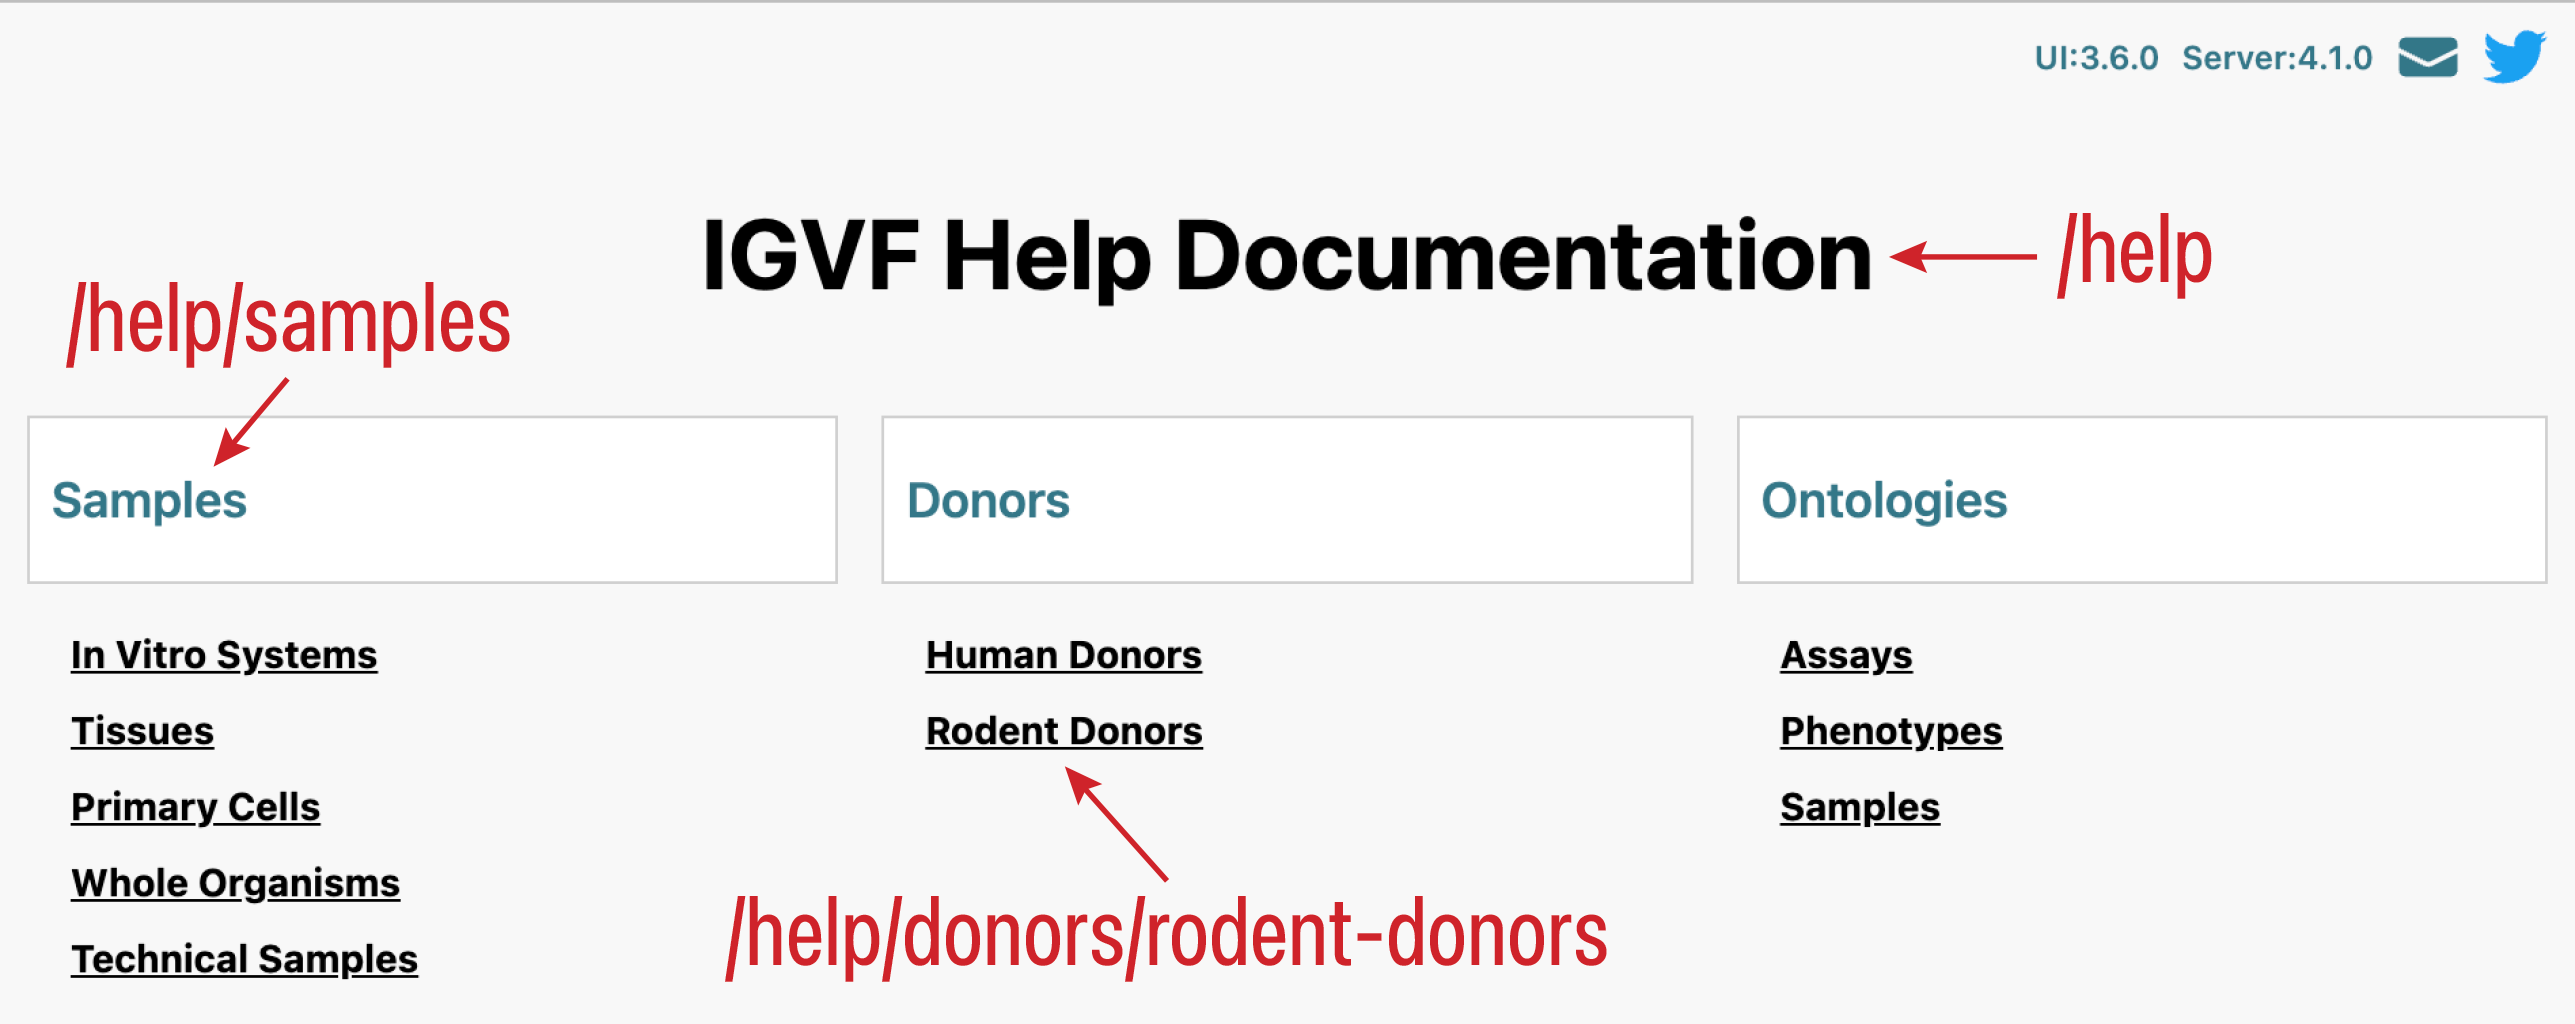 UI:3.6.0 Server:4.1.0
IGVF Help Documentation
/help
/help/samples
Samples
Donors
Ontologies
In Vitro Systems
Tissues
Primary Cells
Whole Organisms
Technical Samples
Human Donors
Rodent Donors
/help/donors/rodent-donors
Assays
Phenotypes
Samples